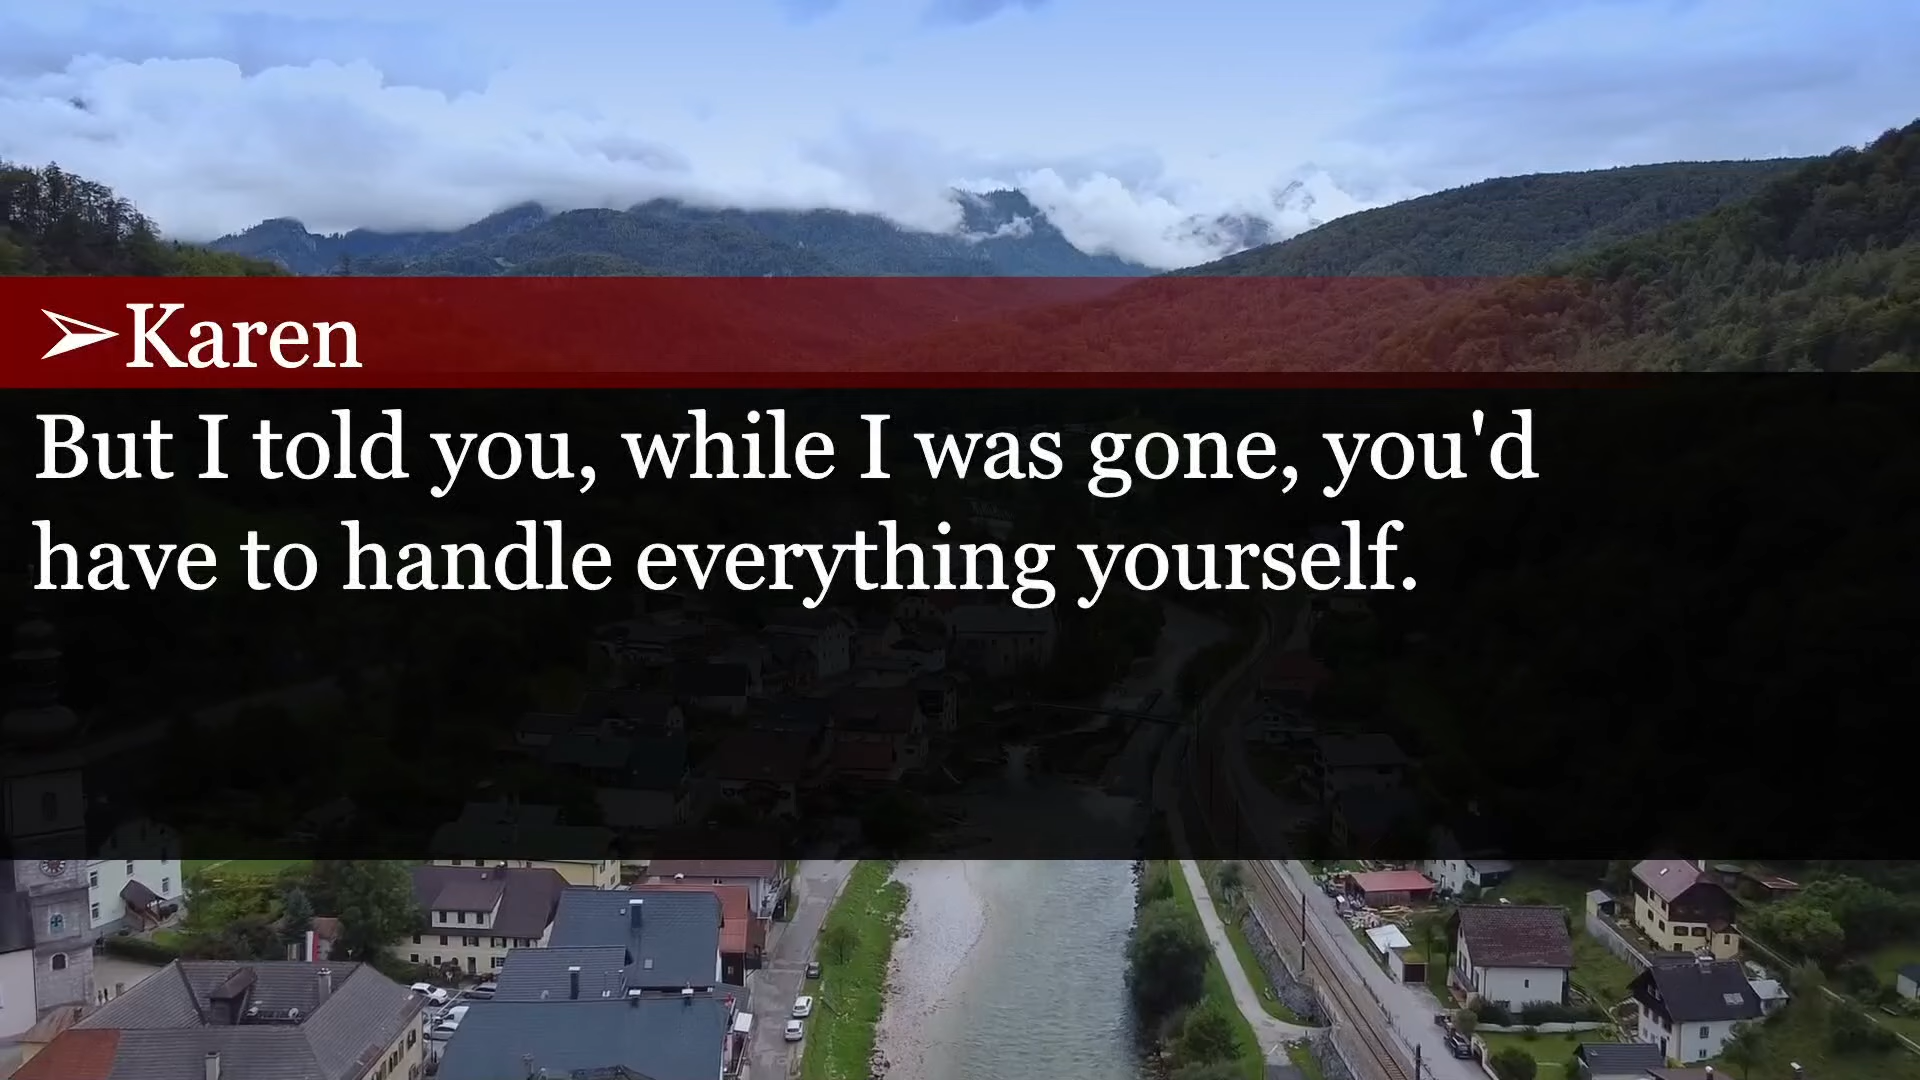 ➢Karen
But I told you, while I was gone, you'd
have to handle everything yourself.